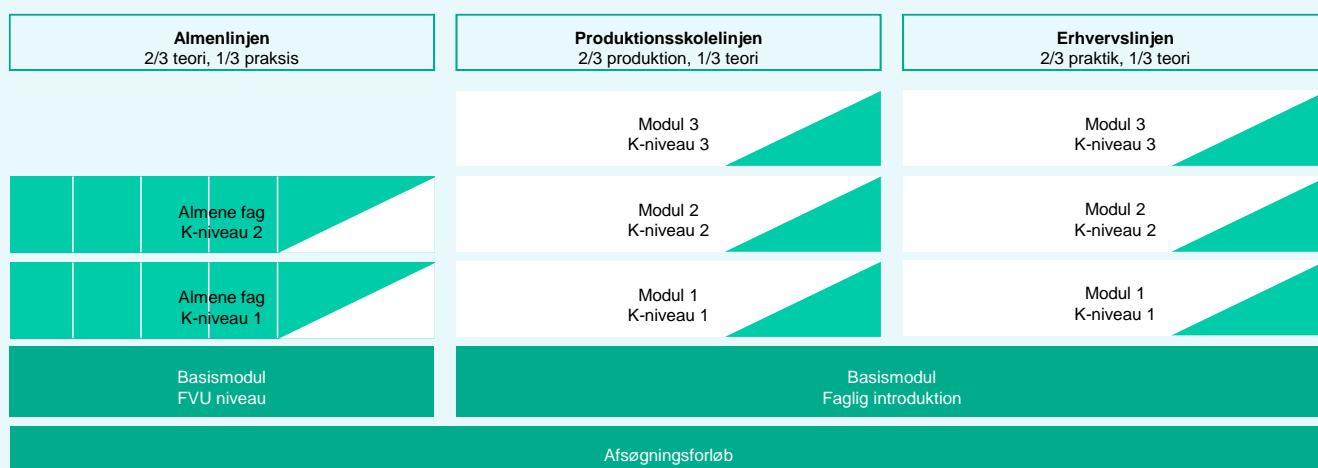 Almenlinjen
2/3 teori, 1/3 praksis
Produktionsskolelinjen
2/3 produktion, 1/3 teori
Erhvervslinjen
2/3 praktik, 1/3 teori
Modul 3
K-niveau 3
Modul 3
K-niveau 3
Almene fag
K-niveau 2
Modul 2
K-niveau 2
Modul 2
K-niveau 2
Almene fag
K-niveau 1
Modul 1
K-niveau 1
Modul 1
K-niveau 1
Basismodul
FVU niveau
Basismodul
Faglig introduktion
Afsøgningsforløb